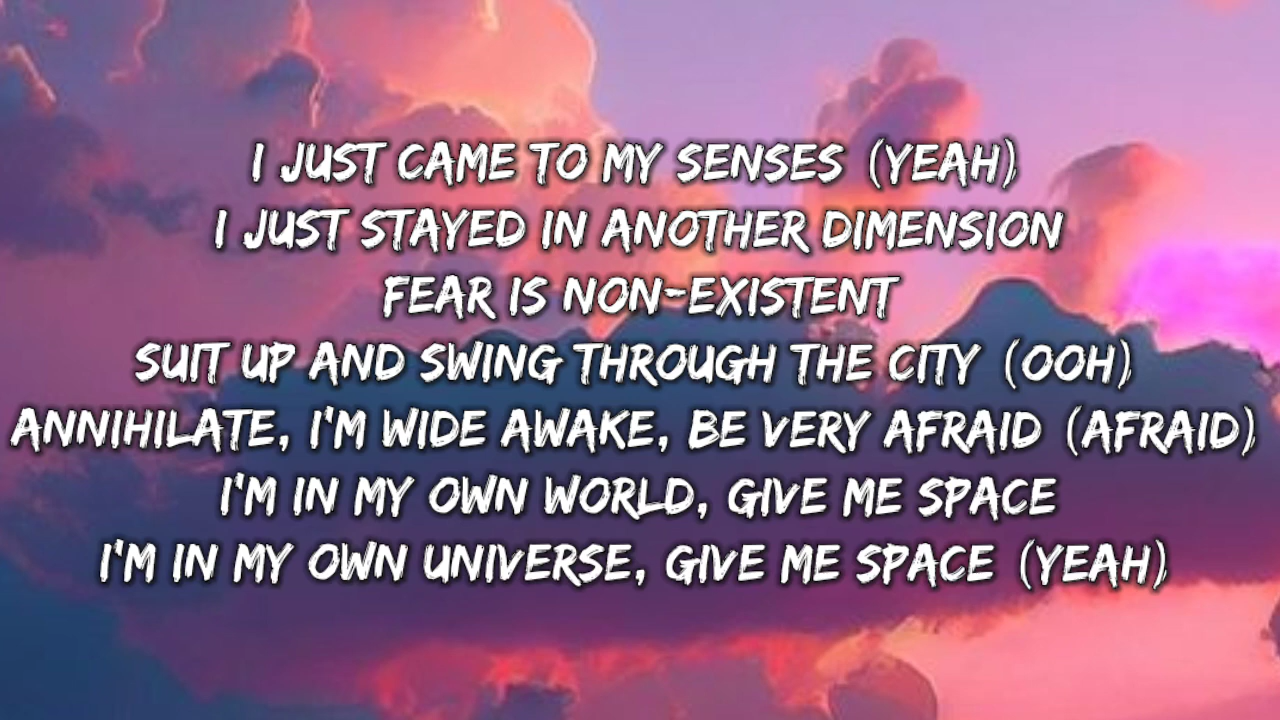 I JUST CAME TO MY SENSES (YEAH)
I JUST STAYED IN ANOTHER DIMENSION
FEAR IS NON-EXISTENT
SUIT UP AND SWING THROUGH THE CITY (OOH)
ANNIHILATE, I'M WIDE AWAKE, BE VERY AFRAID (AFRAID)
I'M IN MY OWN WORLD, GIVE ME SPACE
I'M IN MY OWN UNIVERSE, GIVE ME SPACE (YEAH)